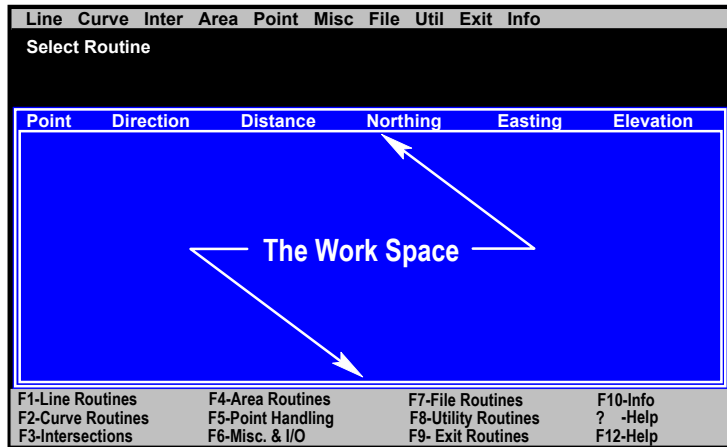 Line Curve Inter Area Point Misc File Util Exit Info
Select Routine
Point Direction Distance Northing Easting Elevation
The Work Space
F1-Line Routines F4-Area Routines F7-File Routines F10-Info
F2-Curve Routines F5-Point Handling F8-Utility Routines ? -Help
F3-Intersections F6-Misc. & I/O F9- Exit Routines F12-Help